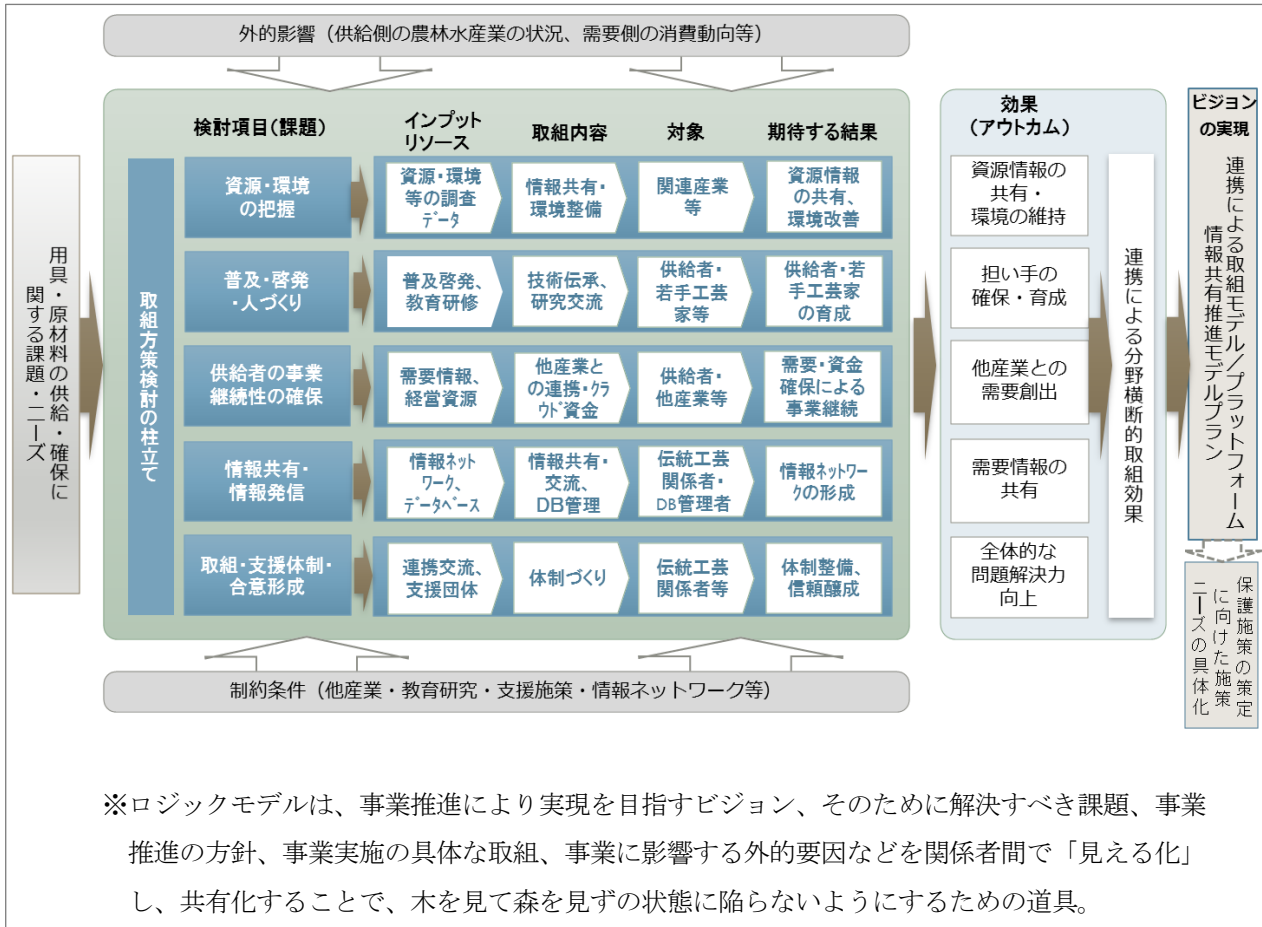 外的影響（供給側の農林水産業の状況、需要側の消費動向等）
用具・原材料の供給・確保に
関する課題・ニーズ
取組方策検討の柱立て
検討項目(課題)
インプット
リソース
取組内容
対象
期待する結果
資源・環境
の把握
資源・環境
等の調査
ﾃﾞｰﾀ
情報共有・
環境整備
関連産業
等
資源情報
の共有、
環境改善
普及・啓発
・人づくり
普及啓発、
教育研修
技術伝承、
研究交流
供給者・
若手工芸
家等
供給者・若
手工芸家
の育成
供給者の事業
継続性の確保
需要情報、
経営資源
他産業と
の連携・ｸﾗ
ｳﾄﾞ資金
供給者・
他産業等
需要・資金
確保による
事業継続
情報共有・
情報発信
情報ﾈｯﾄ
ﾜｰｸ、
ﾃﾞｰﾀﾍﾞｰｽ
情報共有・
交流、
DB管理
伝統工芸
関係者・
DB管理者
情報ﾈｯﾄﾜｰ
ｸの形成
取組・支援体制・
合意形成
連携交流、
支援団体
体制づくり
伝統工芸
関係者等
体制整備、
信頼醸成
効果
（アウトカム）
資源情報の
共有・
環境の維持
担い手の
確保・育成
他産業との
需要創出
需要情報の
共有
全体的な
問題解決力
向上
連携による分野横断的取組効果
ビジョン
の実現
連携による取組モデル／プラットフォーム
情報共有推進モデルプラン
保護施策の策定
に向けた施策
ニーズの具体化
制約条件（他産業・教育研究・支援施策・情報ネットワーク等）
※ロジックモデルは、事業推進により実現を目指すビジョン、そのために解決すべき課題、事業
推進の方針、事業実施の具体な取組、事業に影響する外的要因などを関係者間で「見える化」
し、共有化することで、木を見て森を見ずの状態に陥らないようにするための道具。